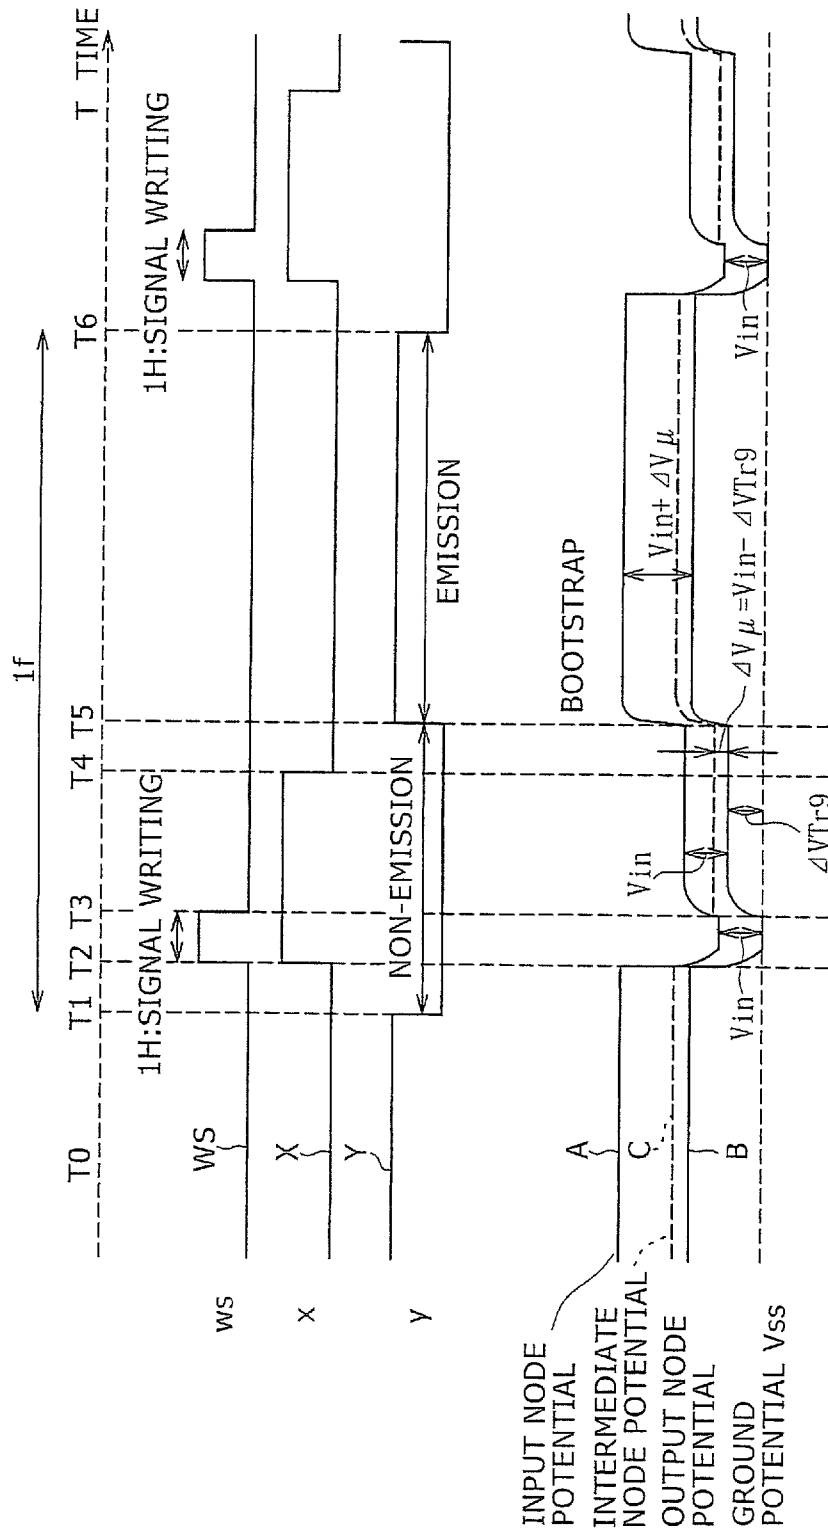 1f
T0
T1
T2
T3
T4
T5
T6
T TIME
1H:SIGNAL WRITING
1H:SIGNAL WRITING
ws
WS
x
X
y
Y
NON-EMISSION
EMISSION
BOOTSTRAP
INPUT NODE
POTENTIAL
INTERMEDIATE
NODE POTENTIAL
OUTPUT NODE
POTENTIAL
GROUND
POTENTIAL Vss
A
C
B
Vin
Vin
ΔVTr9
Vin+ΔVμ
ΔVμ=Vin-ΔVTr9
Vin